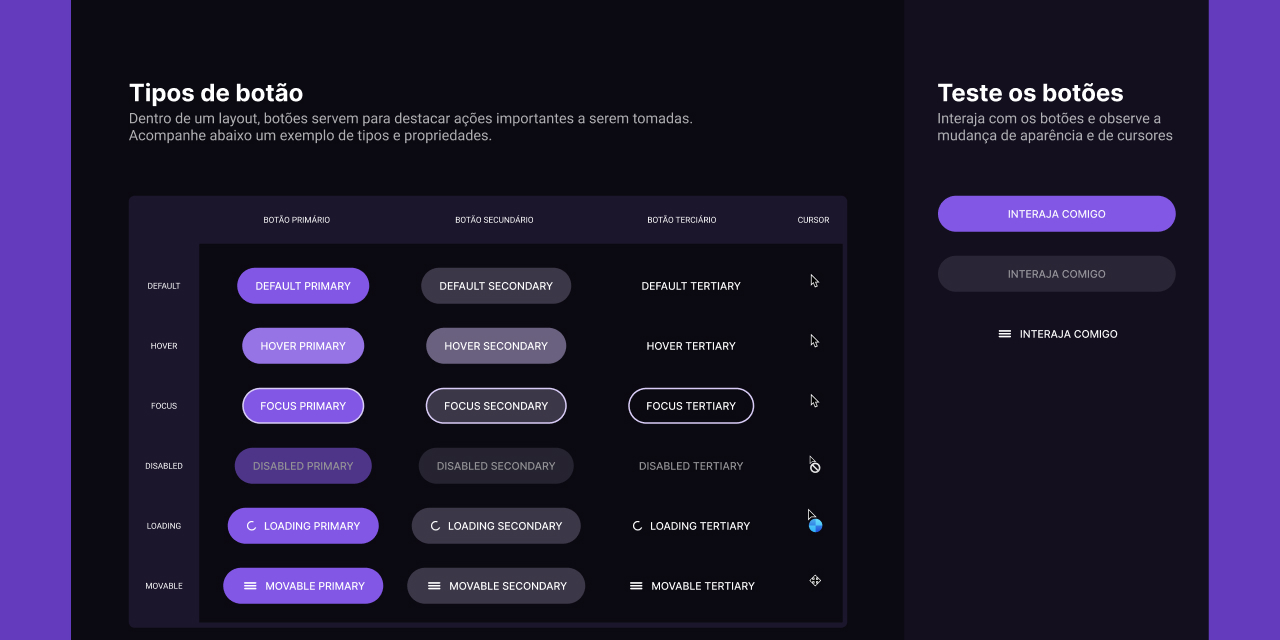 Tipos de botão
Dentro de um layout, botões servem para destacar ações importantes a serem tomadas.
Acompanhe abaixo um exemplo de tipos e propriedades.
BOTÃO PRIMÁRIO BOTÃO SECUNDÁRIO BOTÃO TERCIÁRIO CURSOR
DEFAULT DEFAULT PRIMARY DEFAULT SECONDARY DEFAULT TERTIARY
HOVER HOVER PRIMARY HOVER SECONDARY HOVER TERTIARY
FOCUS FOCUS PRIMARY FOCUS SECONDARY FOCUS TERTIARY
DISABLED DISABLED PRIMARY DISABLED SECONDARY DISABLED TERTIARY
LOADING LOADING PRIMARY LOADING SECONDARY LOADING TERTIARY
MOVABLE MOVABLE PRIMARY MOVABLE SECONDARY MOVABLE TERTIARY
Teste os botões
Interaja com os botões e observe a
mudança de aparência e de cursores
INTERAJA COMIGO
INTERAJA COMIGO
INTERAJA COMIGO